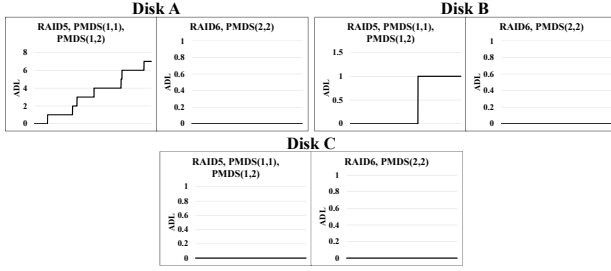 Disk A
RAID5, PMDS(1,1),
PMDS(1,2)
ADL
8
6
4
2
0
RAID6, PMDS(2,2)
ADL
1
0.8
0.6
0.4
0.2
0
Disk B
RAID5, PMDS(1,1),
PMDS(1,2)
ADL
1.5
1
0.5
0
RAID6, PMDS(2,2)
ADL
1
0.8
0.6
0.4
0.2
0
Disk C
RAID5, PMDS(1,1),
PMDS(1,2)
ADL
1
0.8
0.6
0.4
0.2
0
RAID6, PMDS(2,2)
ADL
1
0.8
0.6
0.4
0.2
0